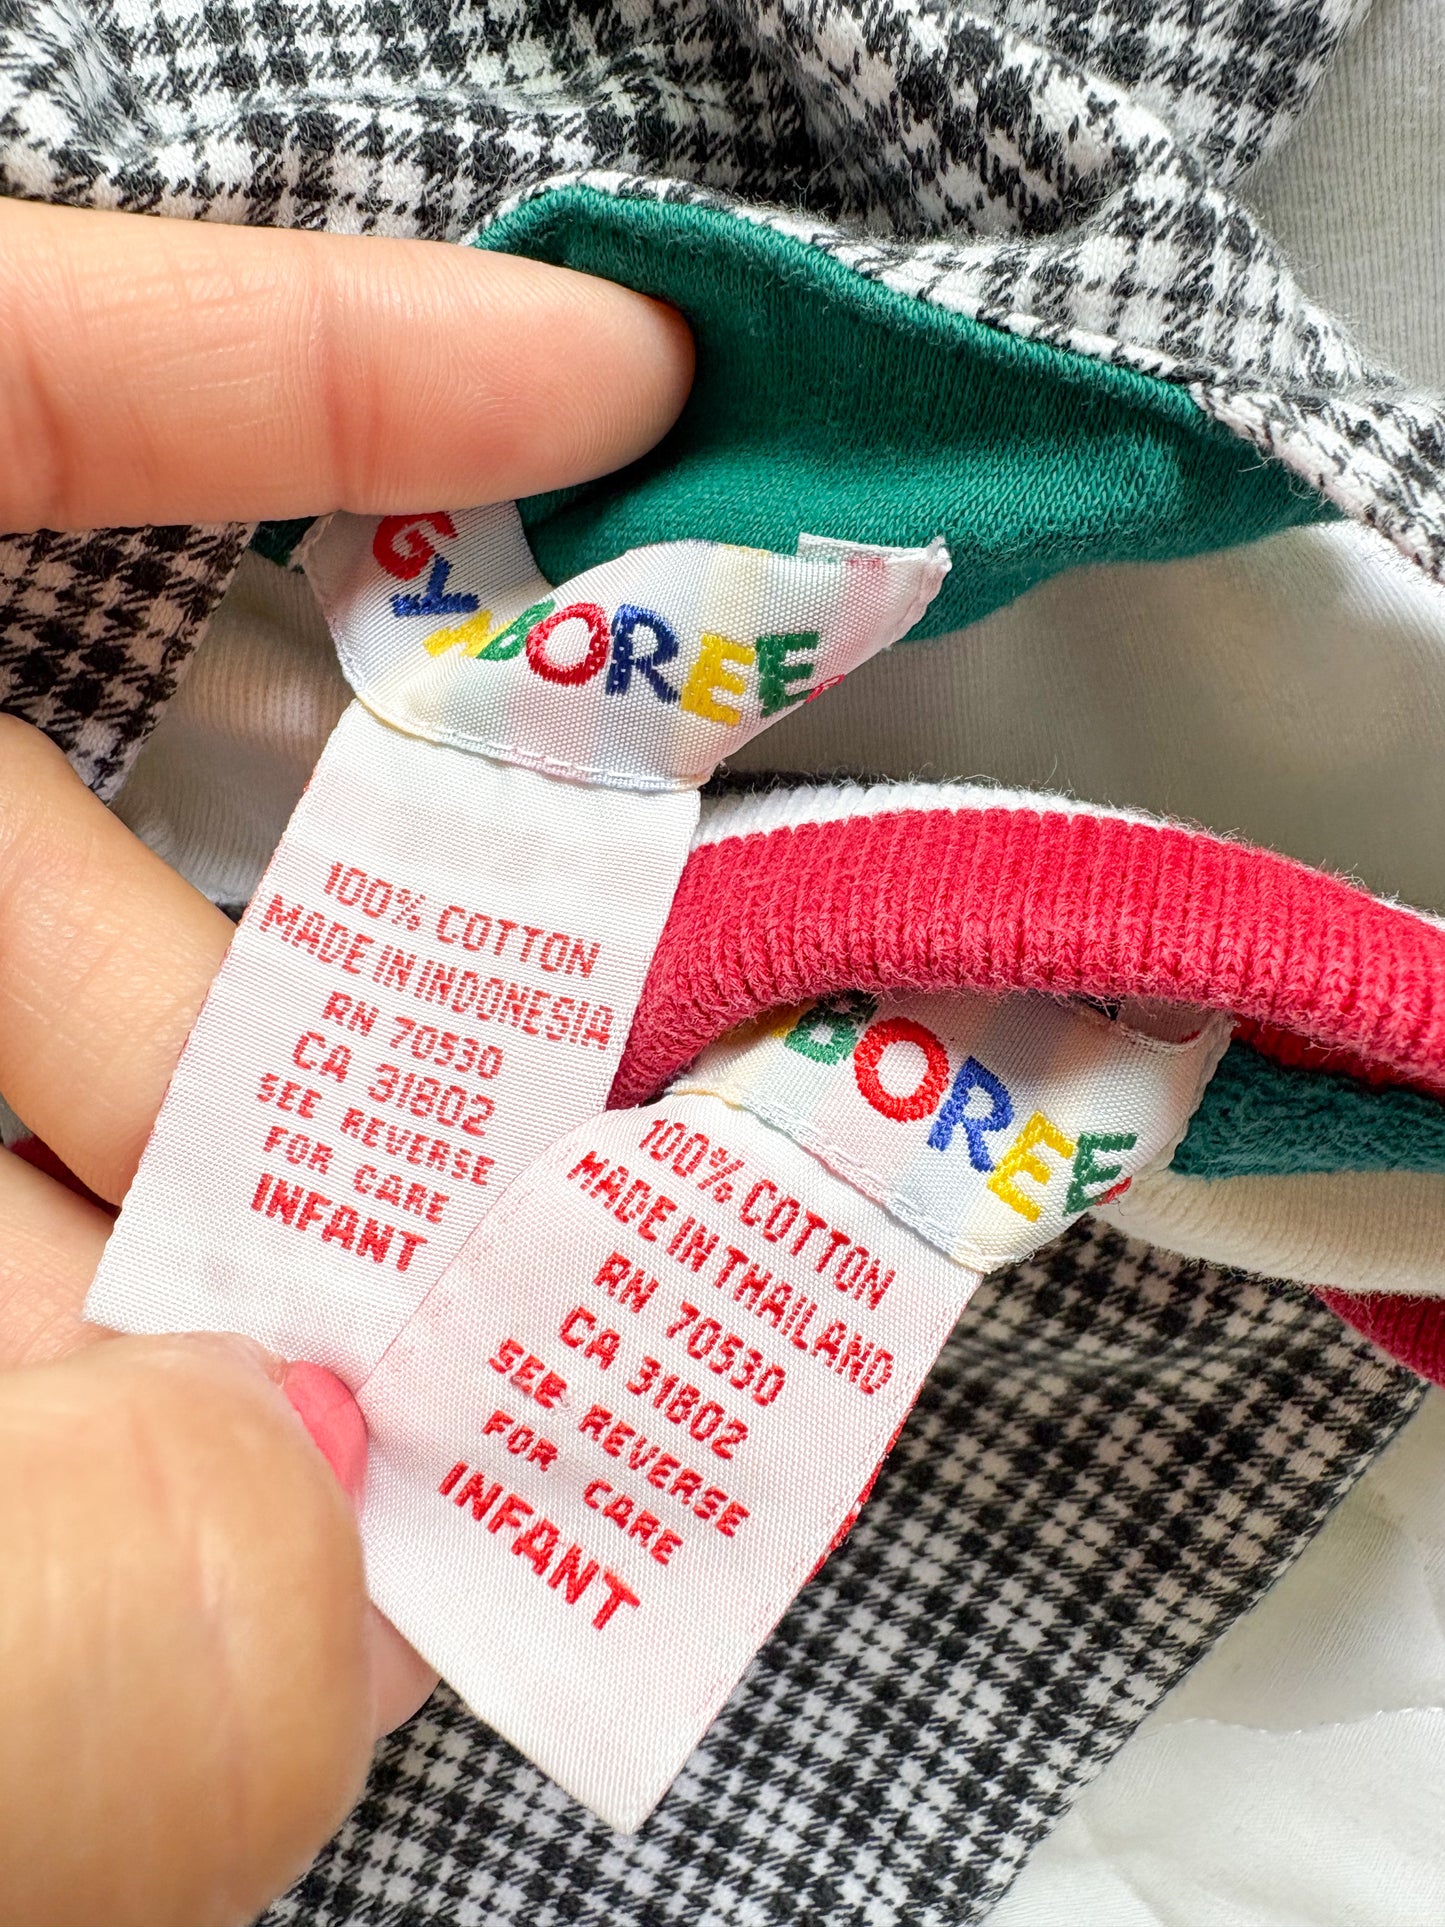 GYMBOREE
100% COTTON
MADE IN INDONESIA
RN 70530
CA 31802
SEE REVERSE
FOR CARE
INFANT
BOREE
100% COTTON
MADE IN THAILAND
RN 70530
CA 31802
SEE REVERSE
FOR CARE
INFANT